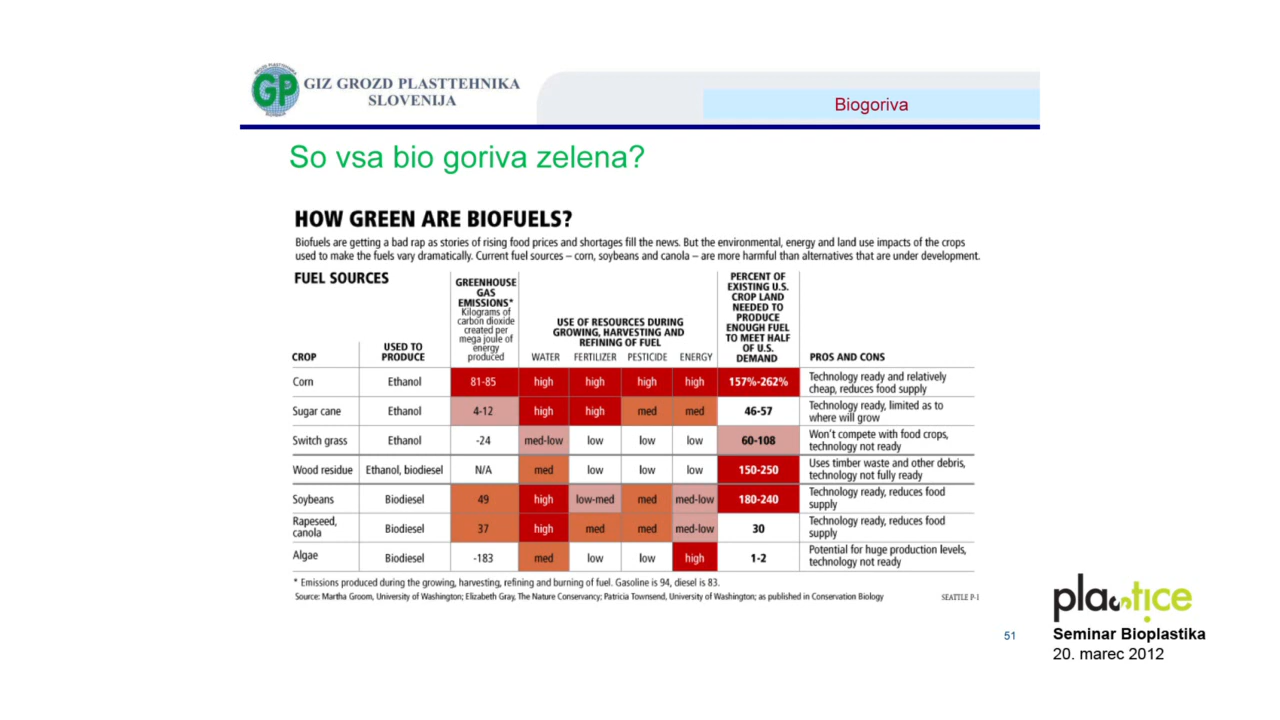 GP
GIZ GROZD PLASTTEHNIKA
SLOVENIJA
Biogoriva
So vsa bio goriva zelena?
HOW GREEN ARE BIOFUELS?
Biofuels are getting a bad rap as stories of rising food prices and shortages fill the news. But the environmental, energy and land use impacts of the crops
used to make the fuels vary dramatically. Current fuel sources – corn, soybeans and canola – are more harmful than alternatives that are under development.
FUEL SOURCES
CROP
USED TO
PRODUCE
GREENHOUSE
GAS
EMISSIONS*
Kilograms of
carbon dioxide
created per
mega joule of
energy
produced
USE OF RESOURCES DURING
GROWING, HARVESTING AND
REFINING OF FUEL
WATER FERTILIZER PESTICIDE ENERGY
PERCENT OF
EXISTING U.S.
CROP LAND
NEEDED TO
PRODUCE
ENOUGH FUEL
TO MEET HALF
OF U.S.
DEMAND
PROS AND CONS
Corn Ethanol 81-85 high high high high 157%-262% Technology ready and relatively
cheap, reduces food supply
Sugar cane Ethanol 4-12 high high med med 46-57 Technology ready, limited as to
where will grow
Switch grass Ethanol -24 med-low low low low 60-108 Won't compete with food crops,
technology not ready
Wood residue Ethanol, biodiesel N/A med low low low 150-250 Uses timber waste and other debris,
technology not fully ready
Soybeans Biodiesel 49 high low-med med med-low 180-240 Technology ready, reduces food
supply
Rapeseed,
canola Biodiesel 37 high med med med-low 30 Technology ready, reduces food
supply
Algae Biodiesel -183 med low low high 1-2 Potential for huge production levels,
technology not ready
* Emissions produced during the growing, harvesting, refining and burning of fuel. Gasoline is 94, diesel is 83.
Source: Martha Groom, University of Washington; Elizabeth Gray, The Nature Conservancy; Patricia Townsend, University of Washington; as published in Conservation Biology
SEATTLE P-I
51
plastice
Seminar Bioplastika
20. marec 2012